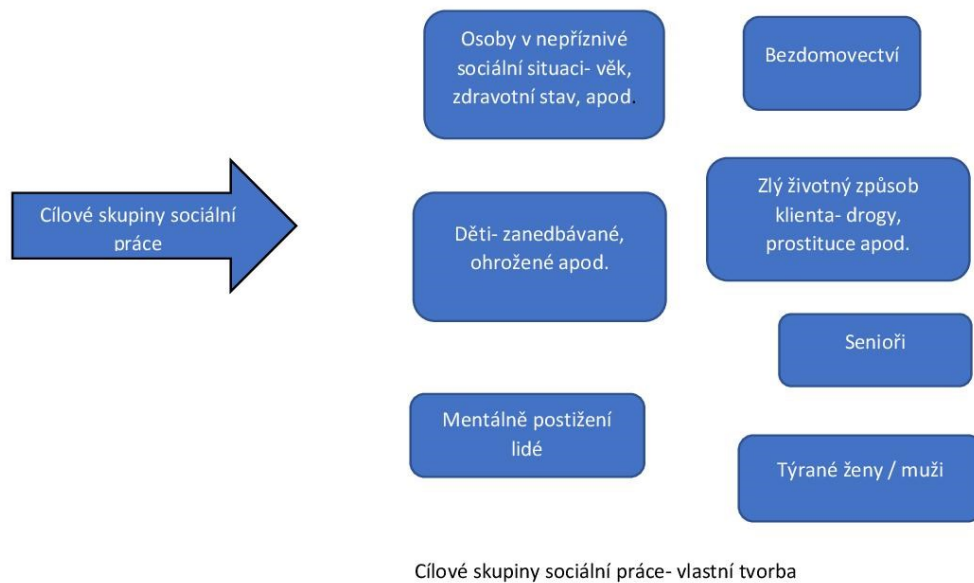 Cílové skupiny sociální
práce
Osoby v nepříznivé
sociální situaci- věk,
zdravotní stav, apod.
Bezdomovectví
Děti- zanedbávané,
ohrožené apod.
Zlý životný způsob
klienta- drogy,
prostituce apod.
Senioři
Mentálně postižení
lidé
Týrané ženy / muži
Cílové skupiny sociální práce- vlastní tvorba